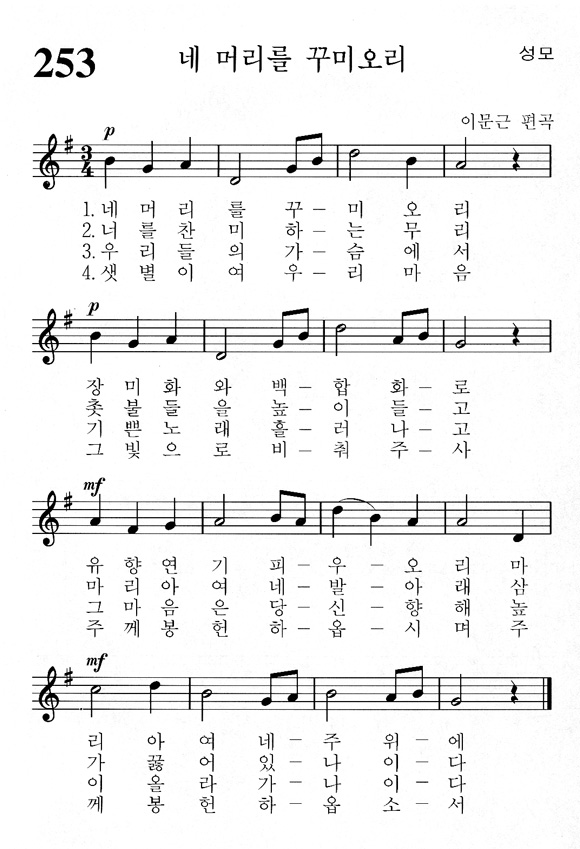 253 네 머리를 꾸미오리 성모
이문근 편곡
p
3
4
1. 네 머 리 를 꾸 – 미 오 리
2. 너 를 찬 미 하 – 는 무 리
3. 우 리 들 의 가 – 슴 에 서
4. 샛 별 이 여 우 – 리 마 음
p
장 미 화 와 백 – 합 화 – 로
촛 불 들 을 높 – 이 들 – 고
기 쁜 노 래 흘 – 러 나 – 고
그 빛 으 로 비 – 춰 주 – 사
mf
유 향 연 기 피 – 우 – 오 리 마
마 리 아 여 네 – 발 – 아 래 삼
그 마 음 은 당 – 신 – 향 해 높
주 께 봉 헌 하 – 옵 – 시 며 주
mf
리 아 여 네 – 주 위 – 에
가 꿇 어 있 – 나 이 – 다
이 올 라 가 – 나 이 – 다
께 봉 헌 하 – 옵 소 – 서